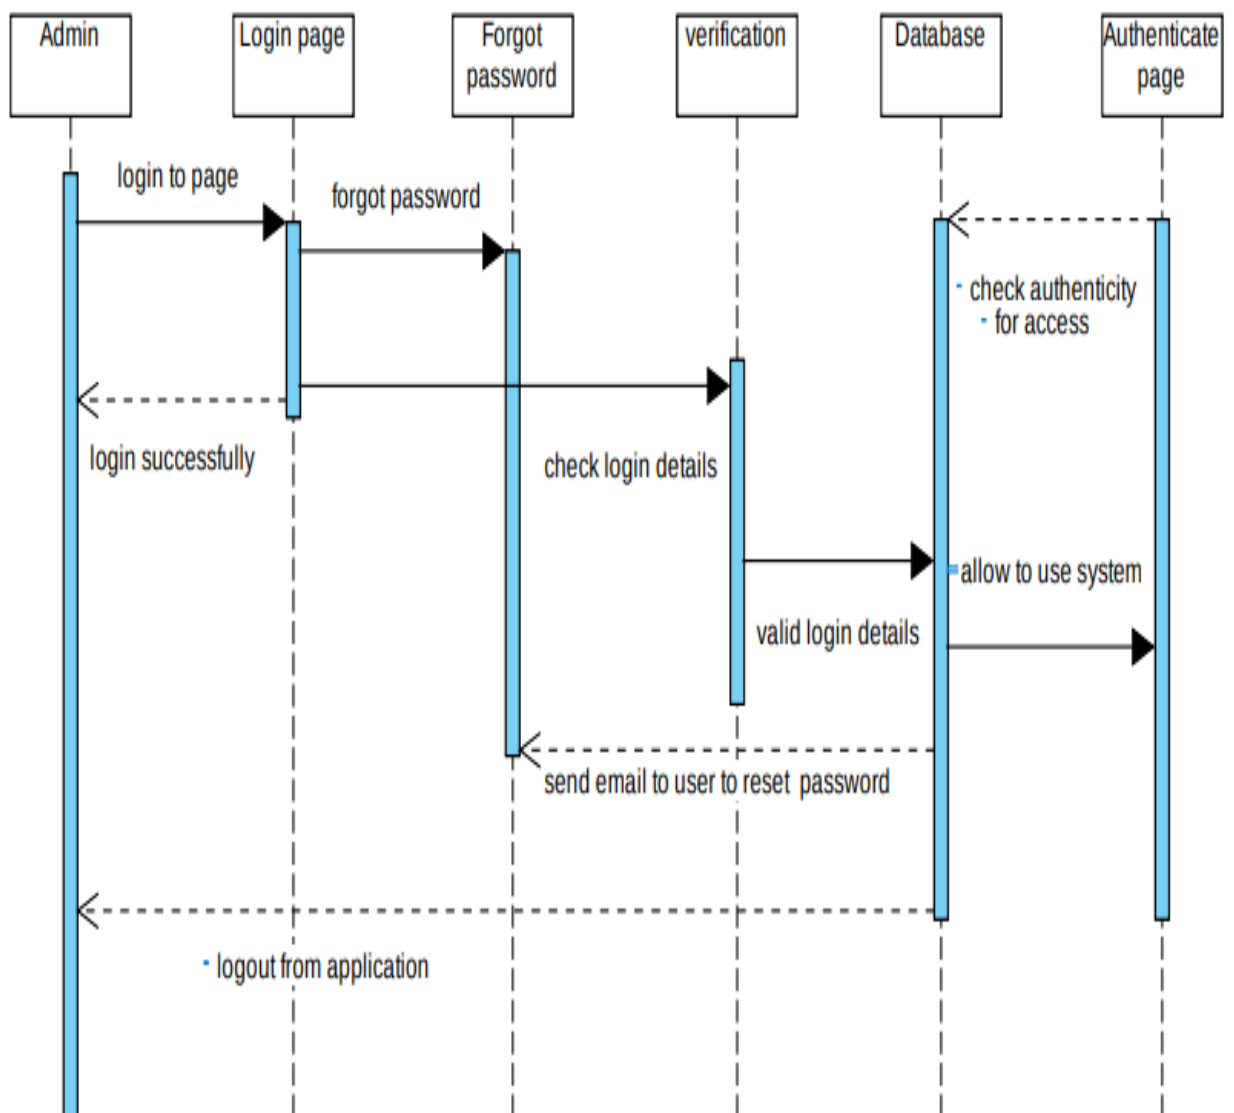 Admin
Login page
Forgot
password
verification
Database
Authenticate
page
login to page
forgot password
check authenticity
for access
login successfully
check login details
allow to use system
valid login details
send email to user to reset password
logout from application